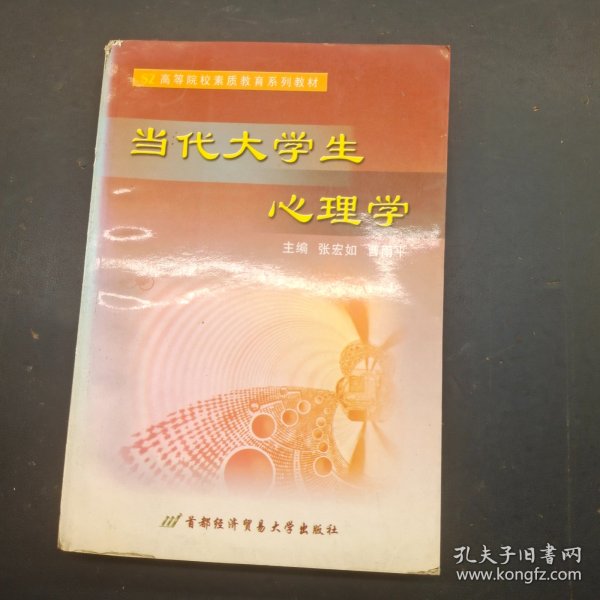 高等院校素质教育系列教材
当代大学生
心理学
主编 张宏如
首都经济贸易大学出版社
孔夫子旧书网
www.kongfz.com